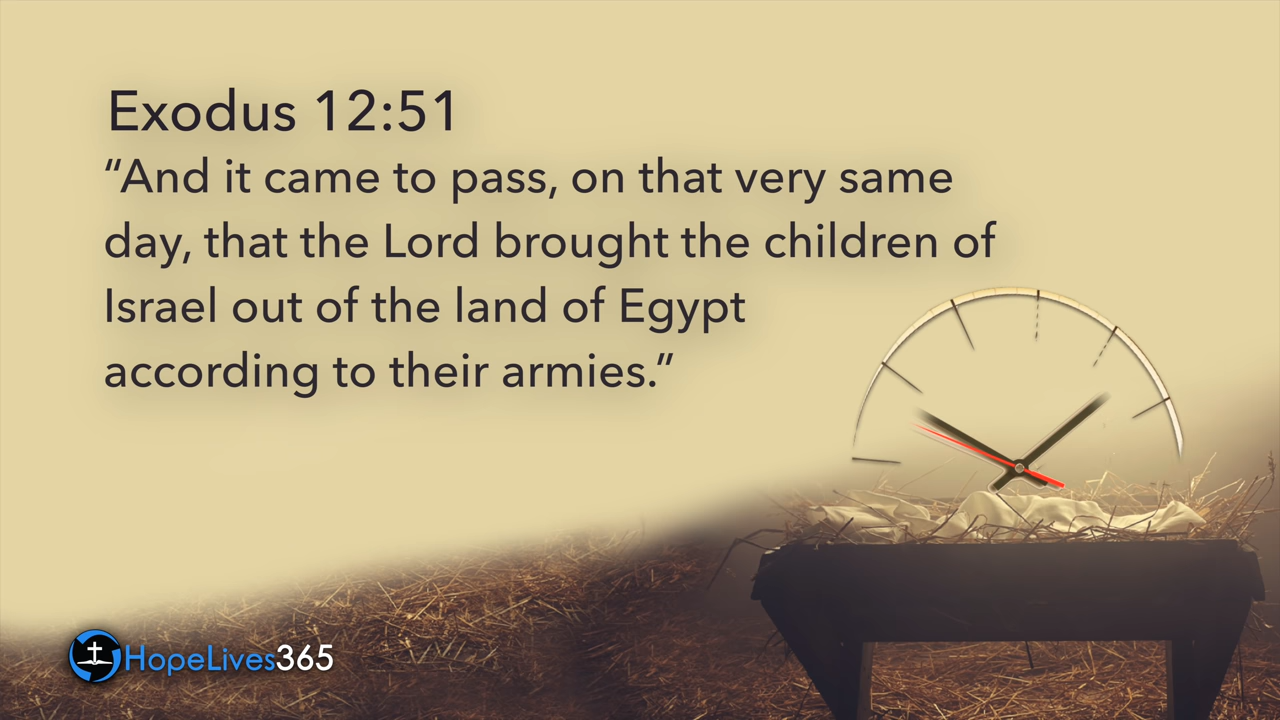 Exodus 12:51
“And it came to pass, on that very same
day, that the Lord brought the children of
Israel out of the land of Egypt
according to their armies.”
HopeLives365